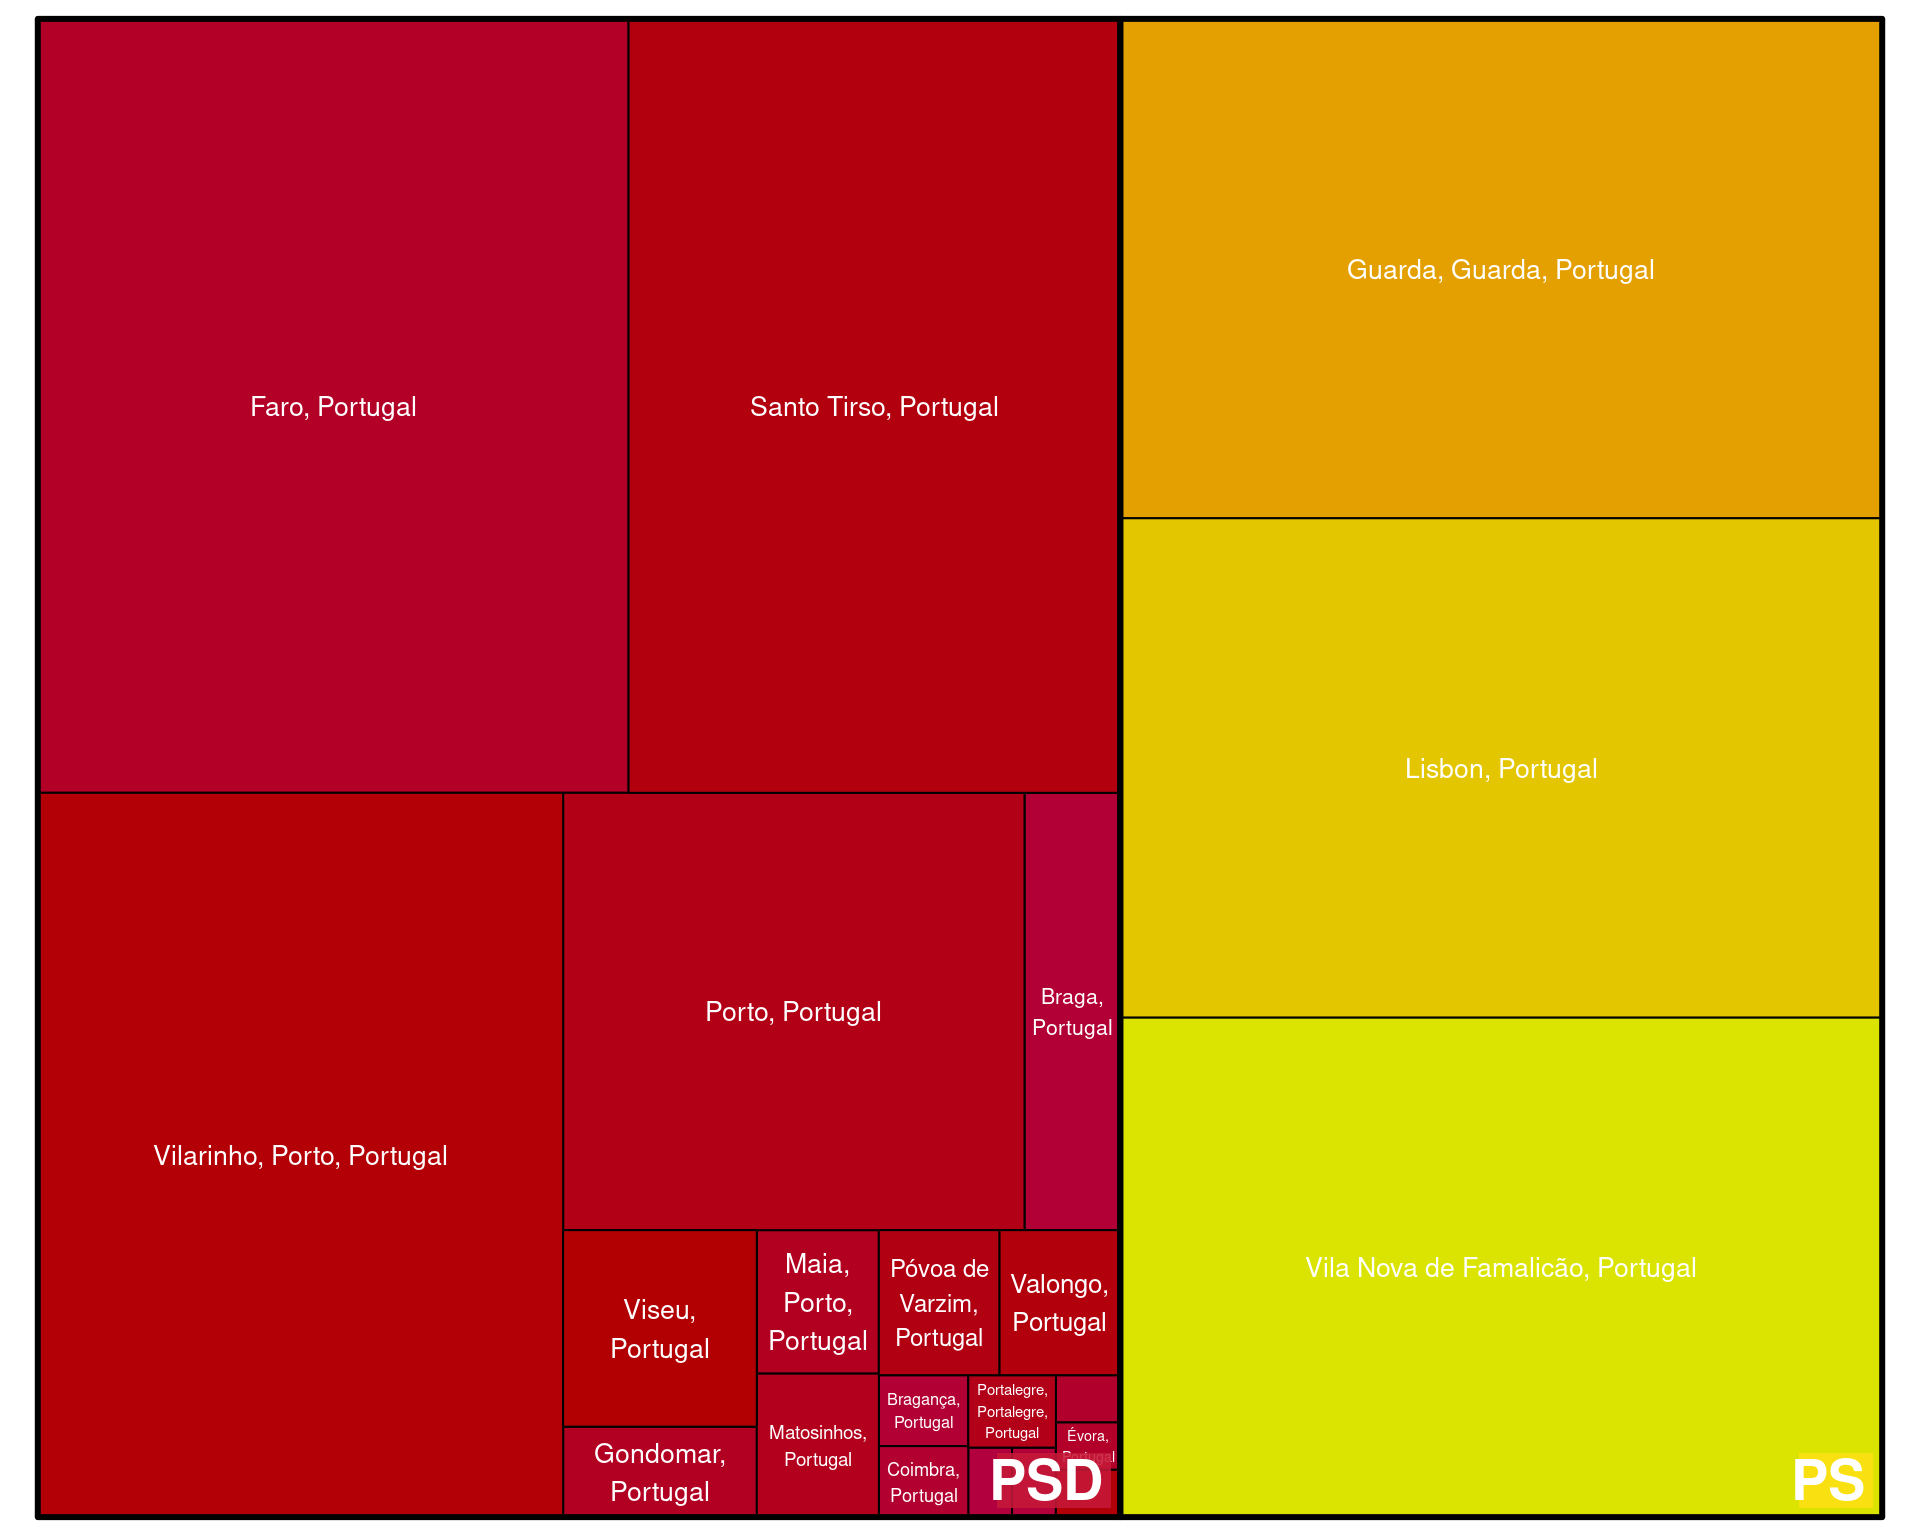 Faro, Portugal
Santo Tirso, Portugal
Guarda, Guarda, Portugal
Lisbon, Portugal
Vilarinho, Porto, Portugal
Porto, Portugal
Braga,
Portugal
Vila Nova de Famalicão, Portugal
Viseu,
Portugal
Maia,
Porto,
Portugal
Póvoa de
Varzim,
Portugal
Valongo,
Portugal
Gondomar,
Portugal
Matosinhos,
Portugal
Bragança,
Portugal
Portalegre,
Portalegre,
Portugal
Évora,
Portugal
Coimbra,
Portugal
PSD
PS